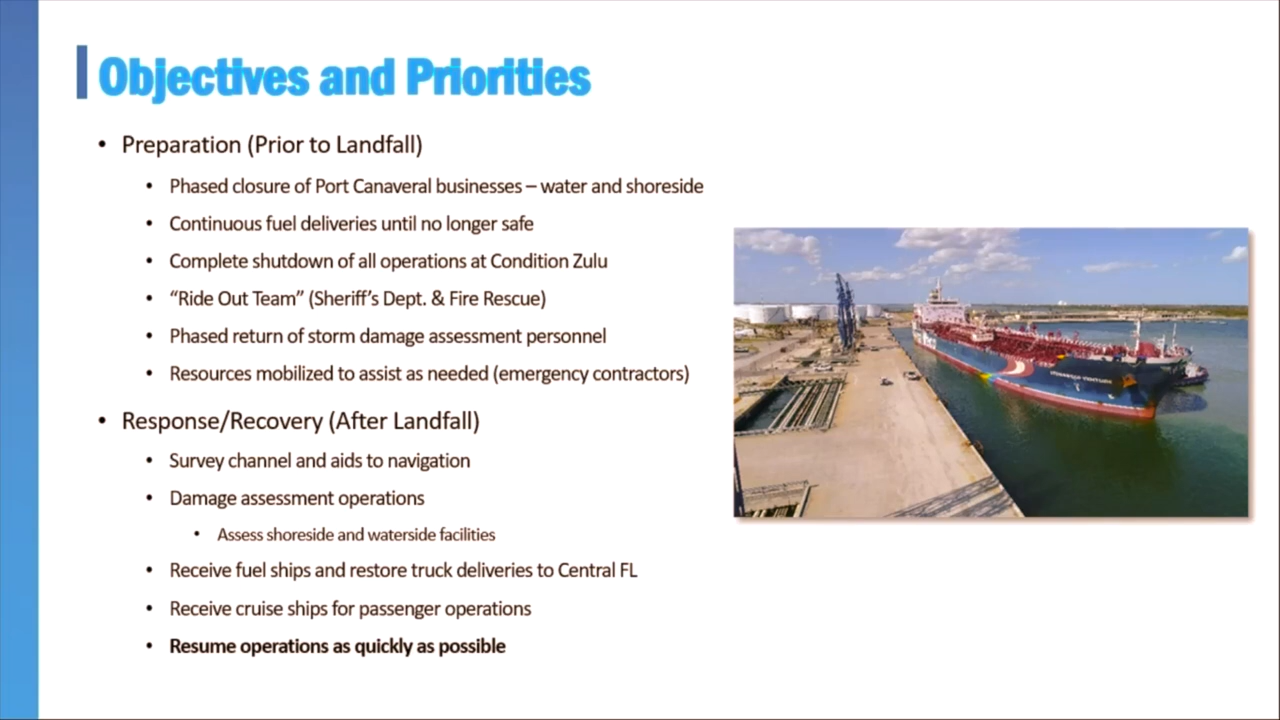 Objectives and Priorities
• Preparation (Prior to Landfall)
• Phased closure of Port Canaveral businesses – water and shoreside
• Continuous fuel deliveries until no longer safe
• Complete shutdown of all operations at Condition Zulu
• “Ride Out Team” (Sheriff’s Dept. & Fire Rescue)
• Phased return of storm damage assessment personnel
• Resources mobilized to assist as needed (emergency contractors)
• Response/Recovery (After Landfall)
• Survey channel and aids to navigation
• Damage assessment operations
• Assess shoreside and waterside facilities
• Receive fuel ships and restore truck deliveries to Central FL
• Receive cruise ships for passenger operations
• Resume operations as quickly as possible